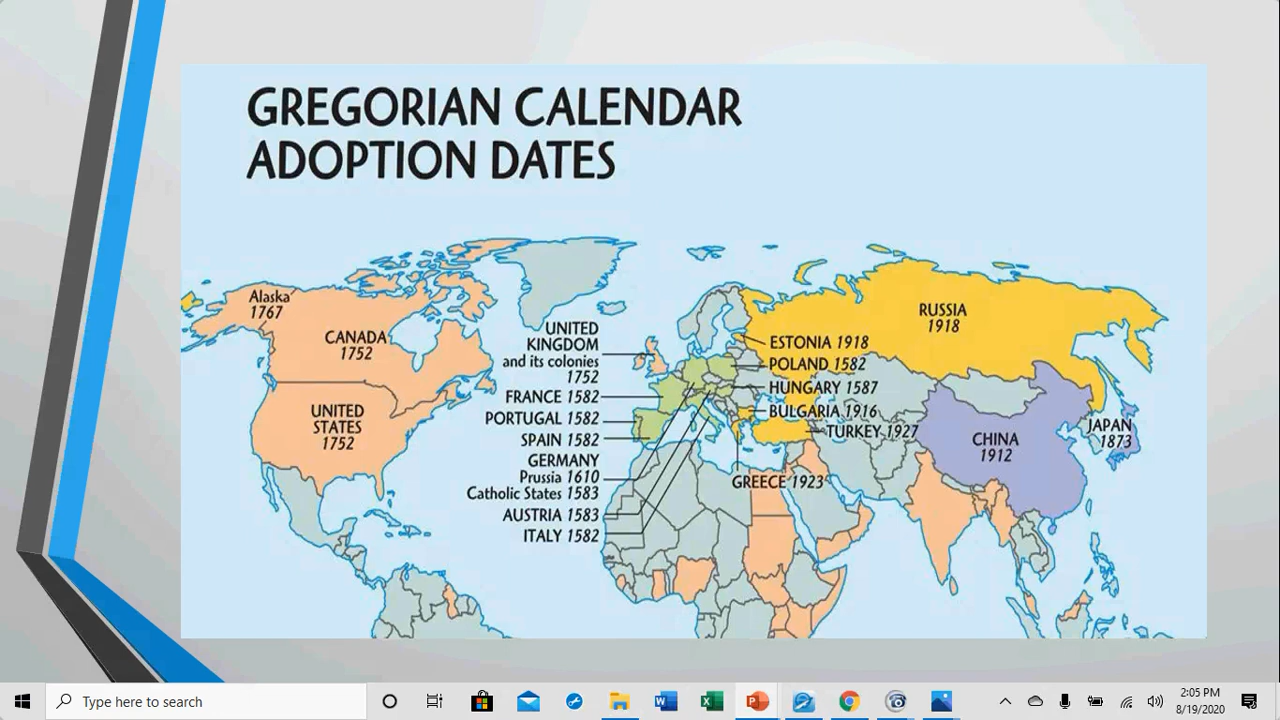 GREGORIAN CALENDAR
ADOPTION DATES
Alaska
1767
CANADA
1752
UNITED
STATES
1752
UNITED
KINGDOM
and its colonies
1752
FRANCE 1582
PORTUGAL 1582
SPAIN 1582
GERMANY
Prussia 1610
Catholic States 1583
AUSTRIA 1583
ITALY 1582
RUSSIA
1918
ESTONIA 1918
POLAND 1582
HUNGARY 1587
BULGARIA 1916
TURKEY 1927
GREECE 1923
CHINA
1912
JAPAN
1873
Type here to search
2:05 PM
8/19/2020